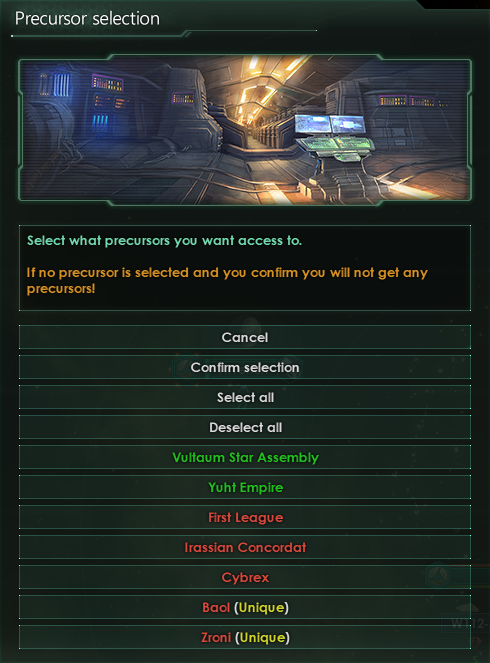 Precursor selection
Select what precursors you want access to.
If no precursor is selected and you confirm you will not get any
precursors!
Cancel
Confirm selection
Select all
Deselect all
Vultaum Star Assembly
Yuht Empire
First League
Irassian Concordat
Cybrex
Baol (Unique)
Zroni (Unique)